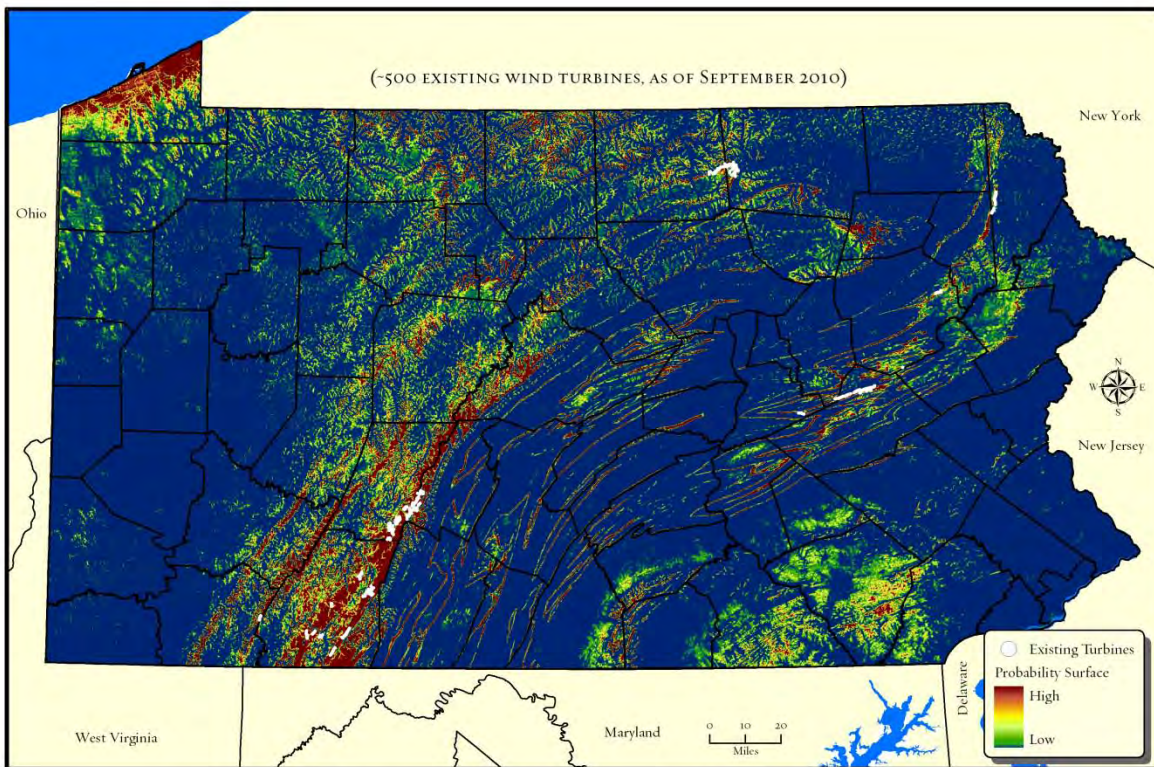 (~500 existing wind turbines, as of September 2010)
New York
Ohio
N
W E
S
New Jersey
Existing Turbines
Probability Surface
High
Low
Delaware
West Virginia
Maryland
0 10 20
Miles